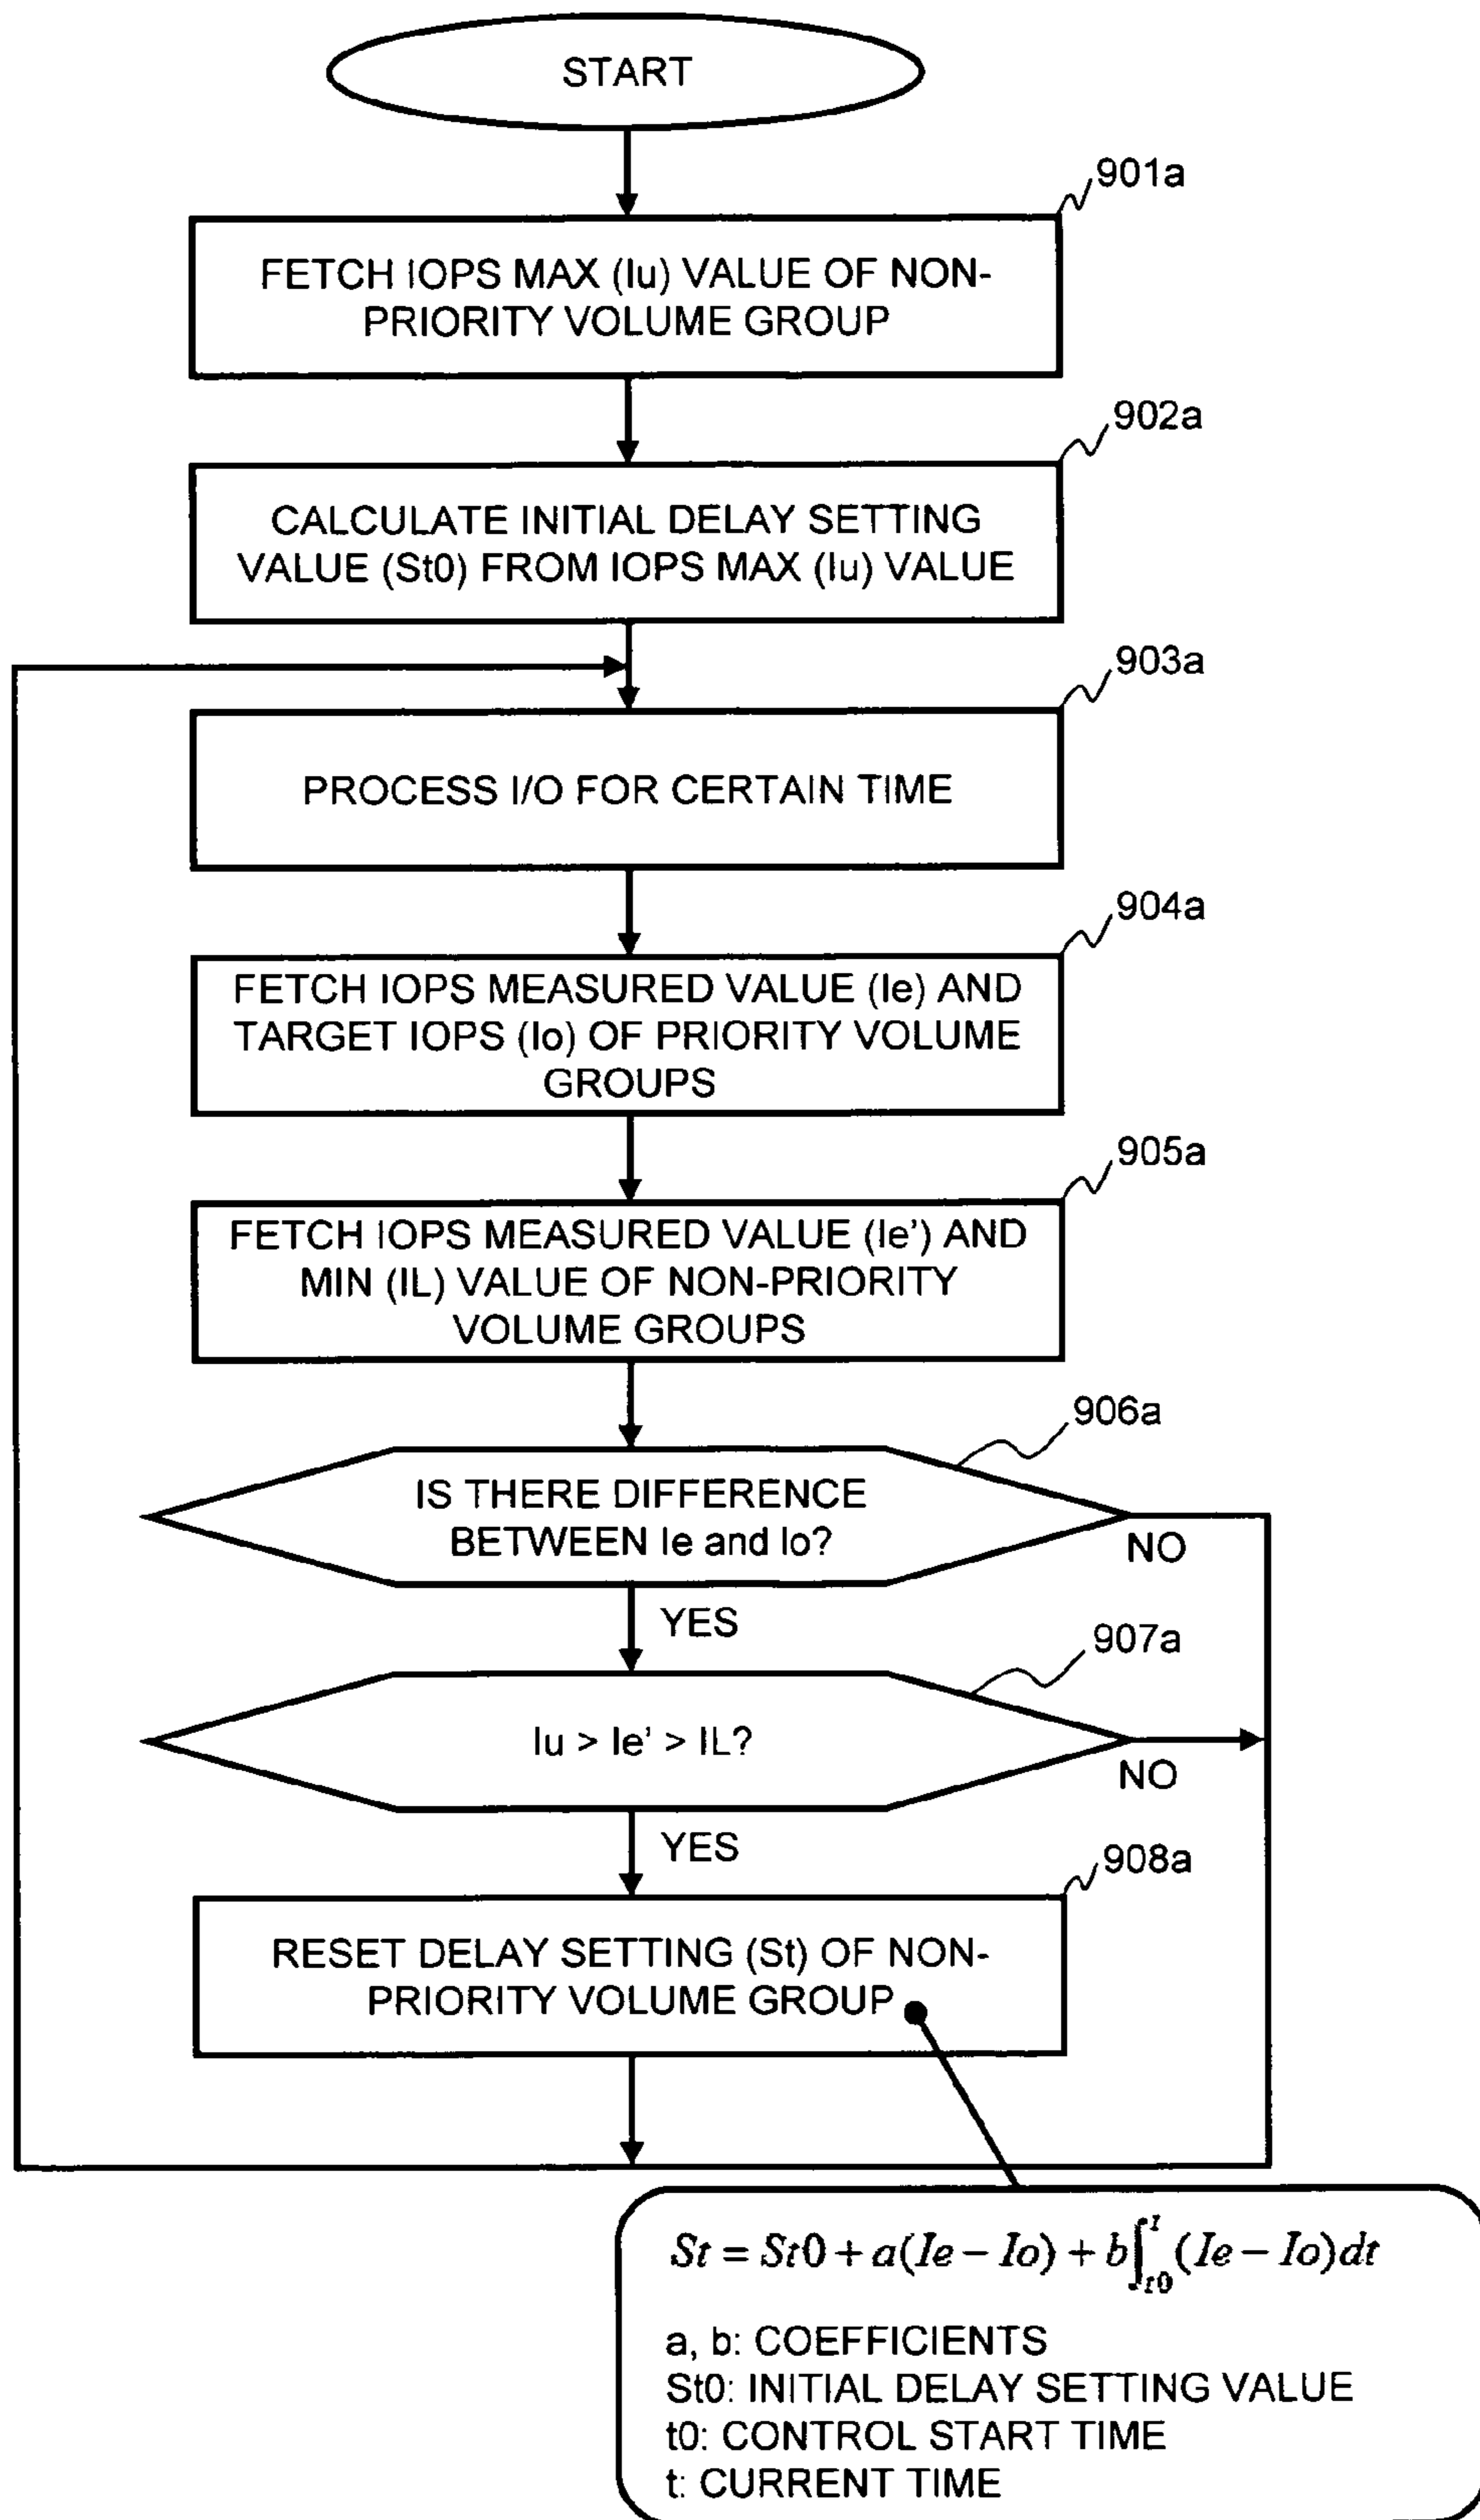 START
901a
FETCH IOPS MAX (Iu) VALUE OF NON-
PRIORITY VOLUME GROUP
902a
CALCULATE INITIAL DELAY SETTING
VALUE (St0) FROM IOPS MAX (Iu) VALUE
903a
PROCESS I/O FOR CERTAIN TIME
904a
FETCH IOPS MEASURED VALUE (Ie) AND
TARGET IOPS (Io) OF PRIORITY VOLUME
GROUPS
905a
FETCH IOPS MEASURED VALUE (Ie') AND
MIN (IL) VALUE OF NON-PRIORITY
VOLUME GROUPS
906a
IS THERE DIFFERENCE
BETWEEN Ie and Io?
NO
YES
907a
Iu > Ie' > IL?
NO
YES
908a
RESET DELAY SETTING (St) OF NON-
PRIORITY VOLUME GROUP
St = St0 + a(Ie − Io) + b∫_{t0}^{t}(Ie − Io)dt
a, b: COEFFICIENTS
St0: INITIAL DELAY SETTING VALUE
t0: CONTROL START TIME
t: CURRENT TIME